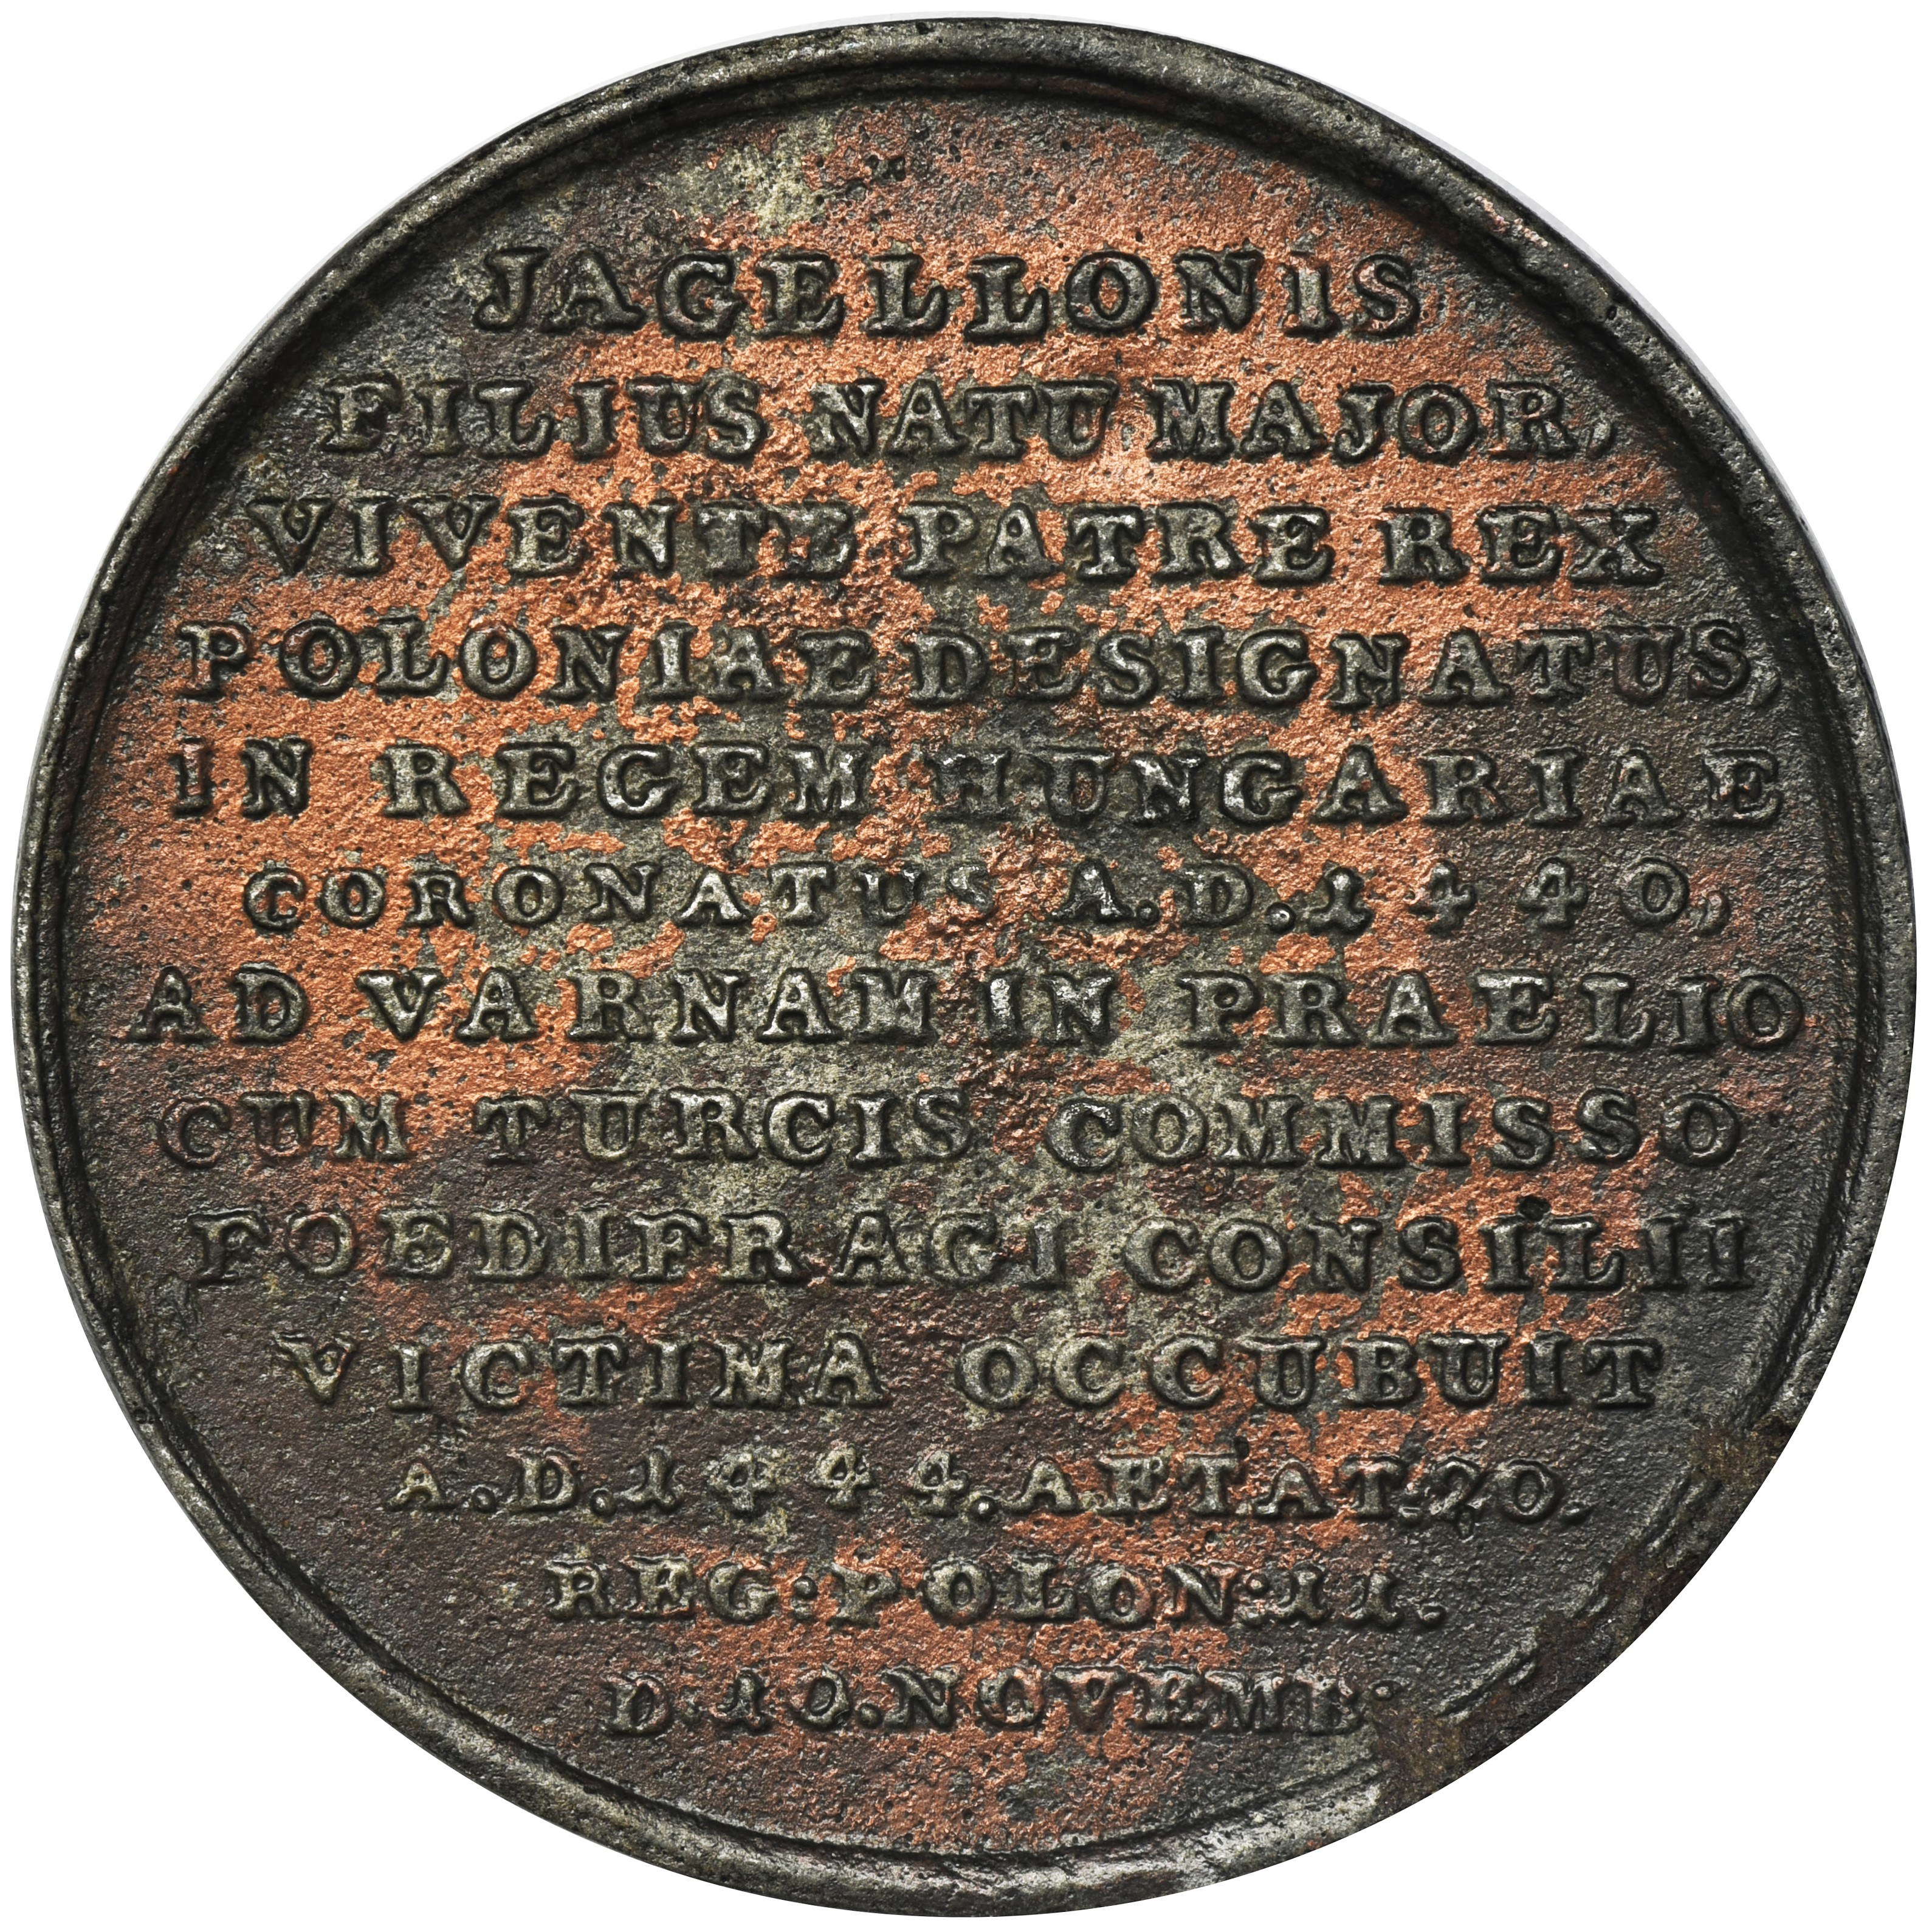 JAGELLONIS
FILIUS NATU MAJOR,
VIVENTE PATRE REX
POLONIAE DESIGNATUS,
IN REGEM HUNGARIAE
CORONATUS A.D.1440,
AD VARNAM IN PRAELIO
CUM TURCIS COMMISSO
FOEDIFRAGI CONSILII
VICTIMA OCCUBUIT
A.D.1444.AETAT.20.
REG:POLON:11.
D.10.NOVEMB.